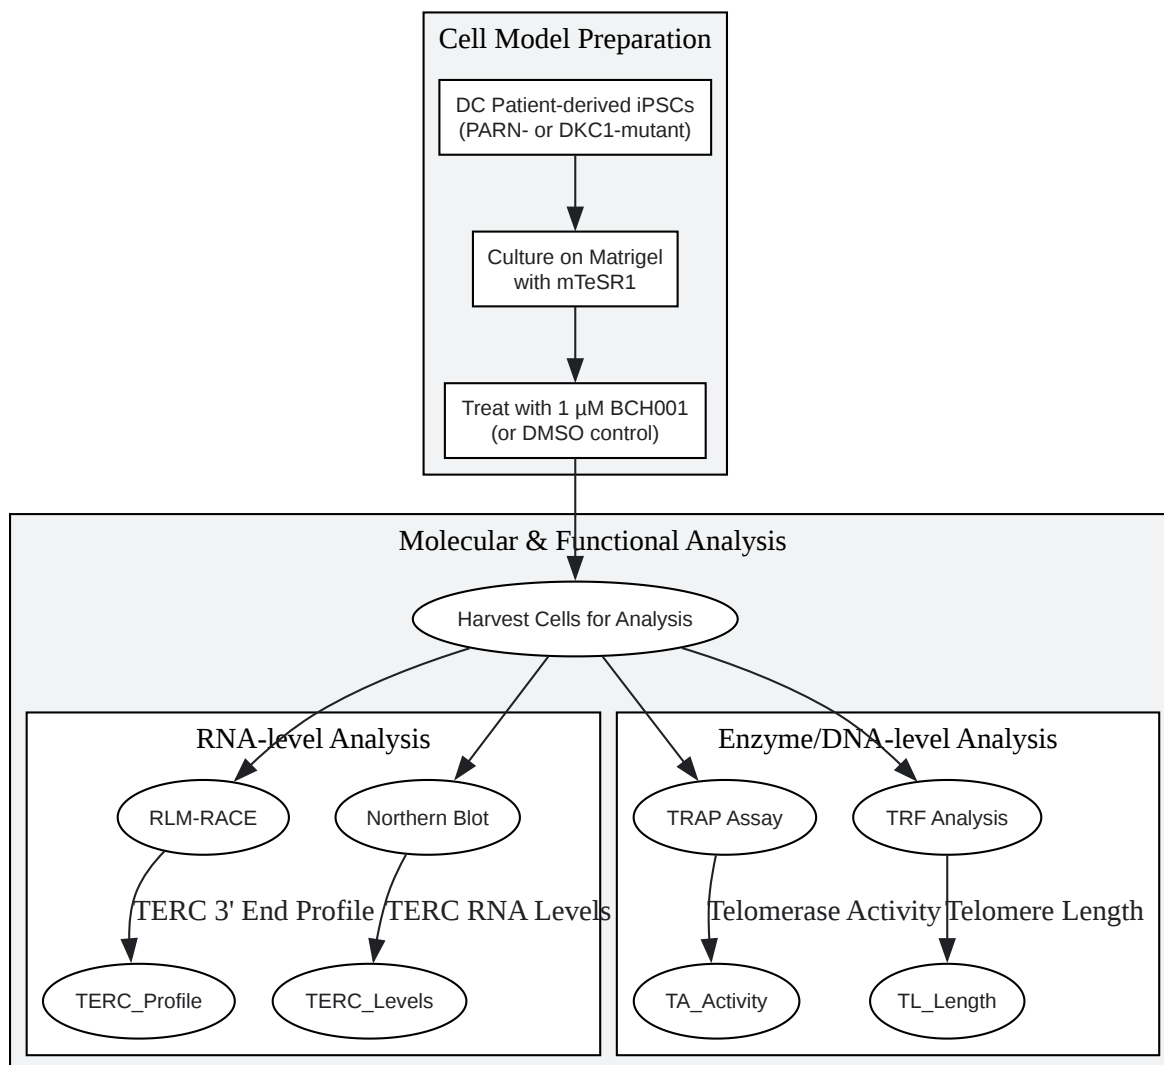 Cell Model Preparation
DC Patient-derived iPSCs
(PARN- or DKC1-mutant)
Culture on Matrigel
with mTeSR1
Treat with 1 µM BCH001
(or DMSO control)
Molecular & Functional Analysis
Harvest Cells for Analysis
RNA-level Analysis
Enzyme/DNA-level Analysis
RLM-RACE
Northern Blot
TRAP Assay
TRF Analysis
TERC 3' End Profile
TERC RNA Levels
Telomerase Activity
Telomere Length
TERC_Profile
TERC_Levels
TA_Activity
TL_Length